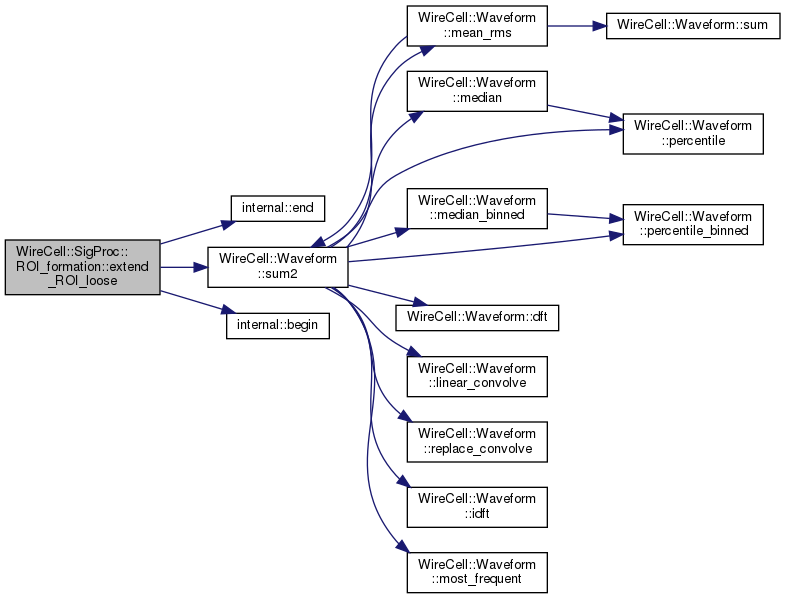 WireCell::SigProc::
ROI_formation::extend
_ROI_loose
internal::end
WireCell::Waveform
::sum2
internal::begin
WireCell::Waveform
::mean_rms
WireCell::Waveform
::median
WireCell::Waveform
::median_binned
WireCell::Waveform::dft
WireCell::Waveform
::linear_convolve
WireCell::Waveform
::replace_convolve
WireCell::Waveform
::idft
WireCell::Waveform
::most_frequent
WireCell::Waveform::sum
WireCell::Waveform
::percentile
WireCell::Waveform
::percentile_binned